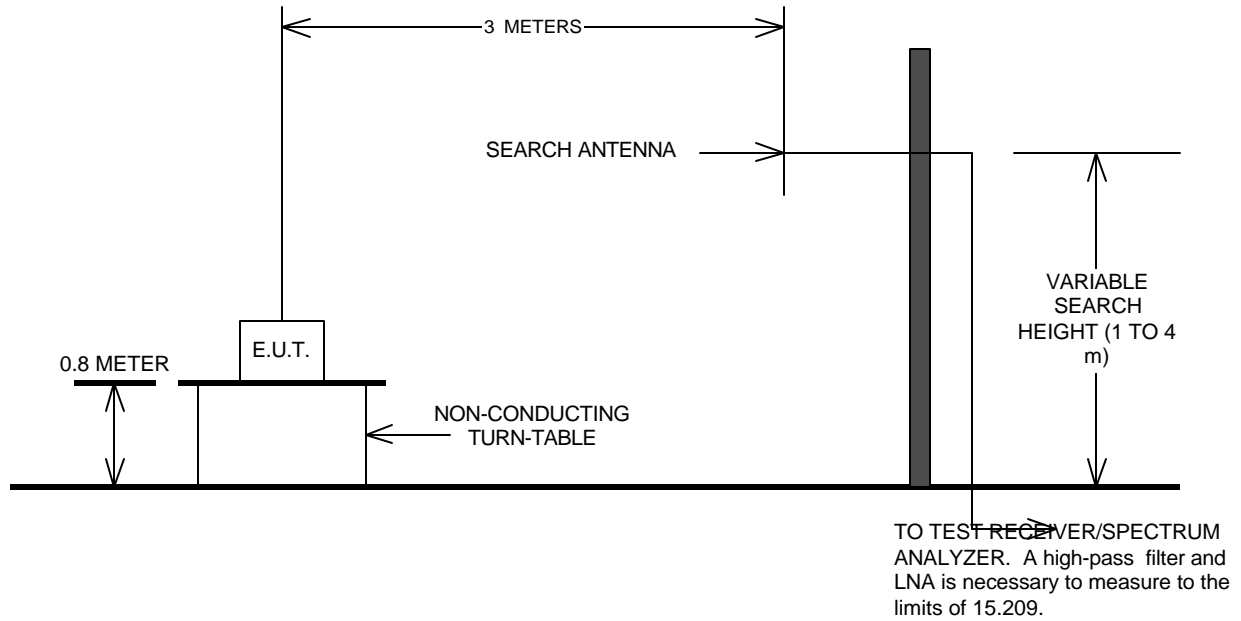 3 METERS
SEARCH ANTENNA
VARIABLE
SEARCH
HEIGHT (1 TO 4
m)
E.U.T.
0.8 METER
NON-CONDUCTING
TURN-TABLE
TO TEST RECEIVER/SPECTRUM
ANALYZER. A high-pass filter and
LNA is necessary to measure to the
limits of 15.209.